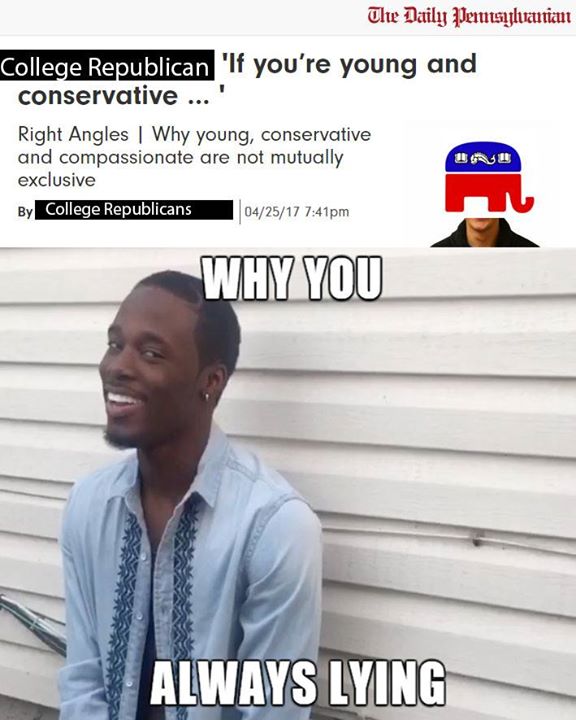 The Daily Pennsylvanian
College Republican 'If you’re young and
conservative ... '
Right Angles | Why young, conservative
and compassionate are not mutually
exclusive
By College Republicans 04/25/17 7:41pm
WHY YOU
ALWAYS LYING